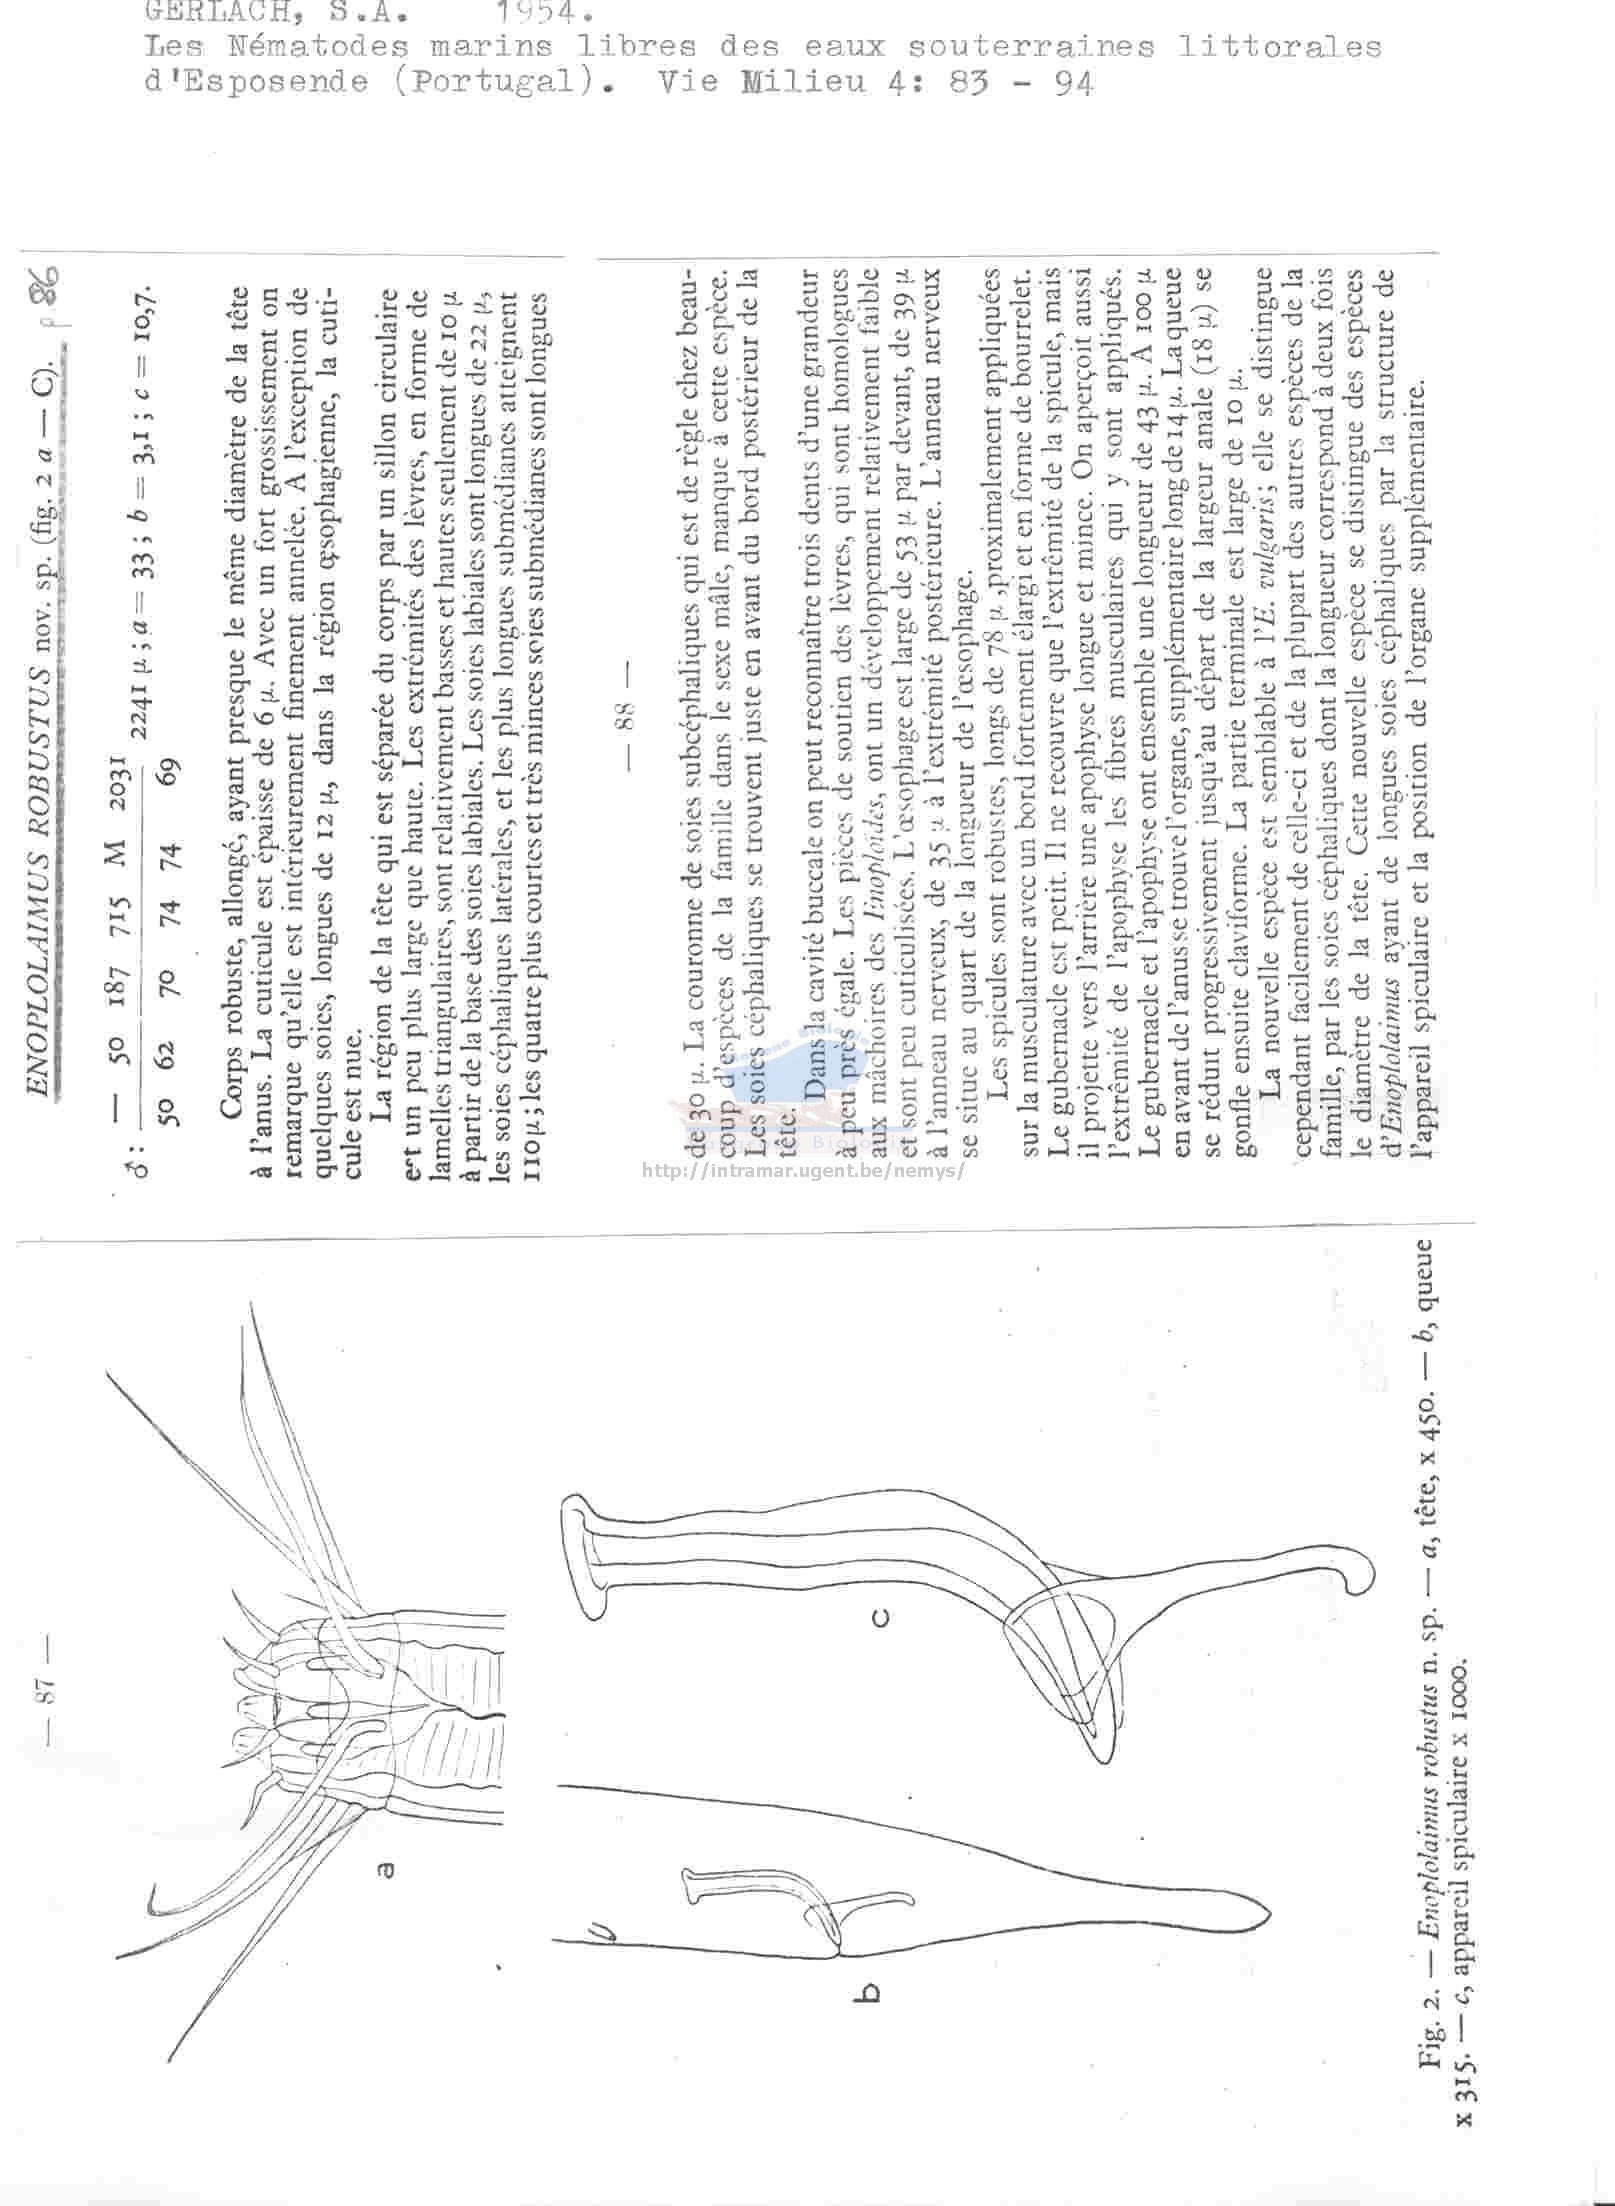 GERLACH, S.A. 1954.
Les Nématodes marins libres des eaux souterraines littorales
d'Esposende (Portugal). Vie Milieu 4: 83 - 94
ENOPLOLAIMUS ROBUSTUS nov. sp. (fig. 2 a — C). p. 86
♂: — 50 187 715 M 2031
50 62 70 74 74 69
2241 µ; a = 33; b = 3,1; c = 10,7.
Corps robuste, allongé, ayant presque le même diamètre de la tête
à l'anus. La cuticule est épaisse de 6 µ. Avec un fort grossissement on
remarque qu'elle est intérieurement finement annelée. A l'exception de
quelques soies, longues de 12 µ, dans la région œsophagienne, la cuti-
cule est nue.
La région de la tête qui est séparée du corps par un sillon circulaire
est un peu plus large que haute. Les extrémités des lèvres, en forme de
lamelles triangulaires, sont relativement basses et hautes seulement de 10 µ
à partir de la base des soies labiales. Les soies labiales sont longues de 22 µ,
les soies céphaliques latérales, et les plus longues submédianes atteignent
110 µ; les quatre plus courtes et très minces soies submédianes sont longues
— 88 —
de 30 µ. La couronne de soies subcéphaliques qui est de règle chez beau-
coup d'espèces de la famille dans le sexe mâle, manque à cette espèce.
Les soies céphaliques se trouvent juste en avant du bord postérieur de la
tête.
Dans la cavité buccale on peut reconnaître trois dents d'une grandeur
à peu près égale. Les pièces de soutien des lèvres, qui sont homologues
aux mâchoires des Enoploides, ont un développement relativement faible
et sont peu cuticulisées. L'œsophage est large de 53 µ par devant, de 39 µ
à l'anneau nerveux, de 35 µ à l'extrémité postérieure. L'anneau nerveux
se situe au quart de la longueur de l'œsophage.
Les spicules sont robustes, longs de 78 µ ,proximalement appliquées
sur la musculature avec un bord fortement élargi et en forne de bourrelet.
Le gubernacle est petit. Il ne recouvre que l'extrêmité de la spicule, mais
il projette vers l'arrière une apophyse longue et mince. On aperçoit aussi
l'extrêmité de l'apophyse les fibres musculaires qui y sont appliqués.
Le gubernacle et l'apophyse ont ensemble une longueur de 43 µ. A 100 µ
en avant de l'anus se trouve l'organe, supplémenaire long de 14 µ. La queue
se réduit progressivement jusqu'au départ de la largeur anale (18 µ) se
gonfle ensuite claviforme. La partie terminale est large de 10 µ.
La nouvelle espèce est semblable à l'E. vulgaris; elle se distingue
cependant facilement de celle-ci et de la plupart des autres espèces de la
famille, par les soies céphaliques dont la longueur correspond à deux fois
le diamètre de la tête. Cette nouvelle espèce se distingue des espèces
d'Enoplolaimus ayant de longues soies céphaliques par la structure de
l'appareil spiculaire et la position de l'organe supplémentaire.
http://intramar.ugent.be/nemys/
— 87 —
a
b
c
Fig. 2. — Enoplolaimus robustus n. sp. — a, tête, x 450. — b, queue
x 315. — c, appareil spiculaire x 1000.